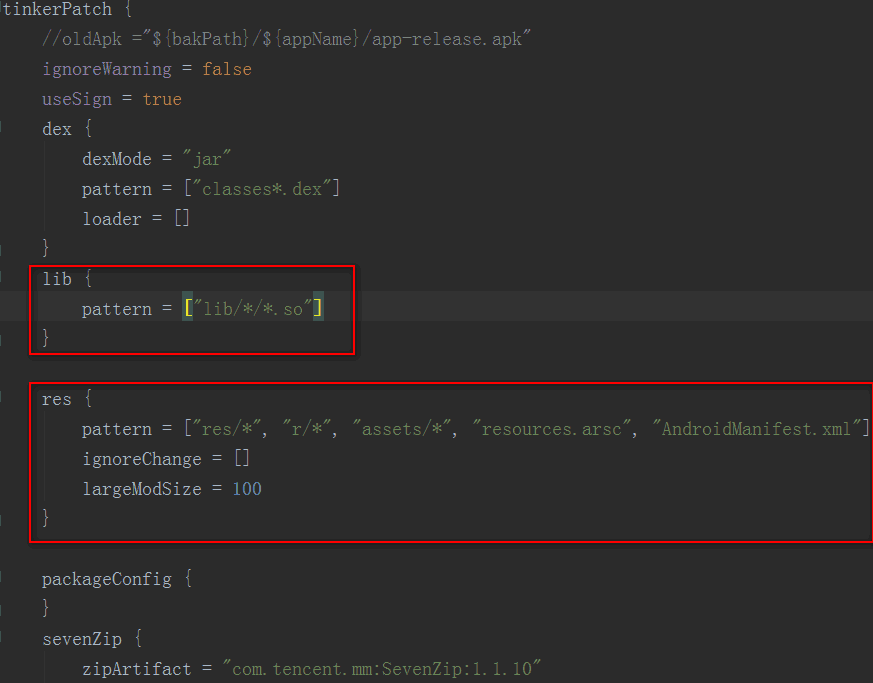 tinkerPatch {
//oldApk ="${bakPath}/${appName}/app-release.apk"
ignoreWarning = false
useSign = true
dex {
dexMode = "jar"
pattern = ["classes*.dex"]
loader = []
}
lib {
pattern = ["lib/*/*.so"]
}
res {
pattern = ["res/*", "r/*", "assets/*", "resources.arsc", "AndroidManifest.xml"]
ignoreChange = []
largeModSize = 100
}
packageConfig {
}
sevenZip {
zipArtifact = "com.tencent.mm:SevenZip:1.1.10"